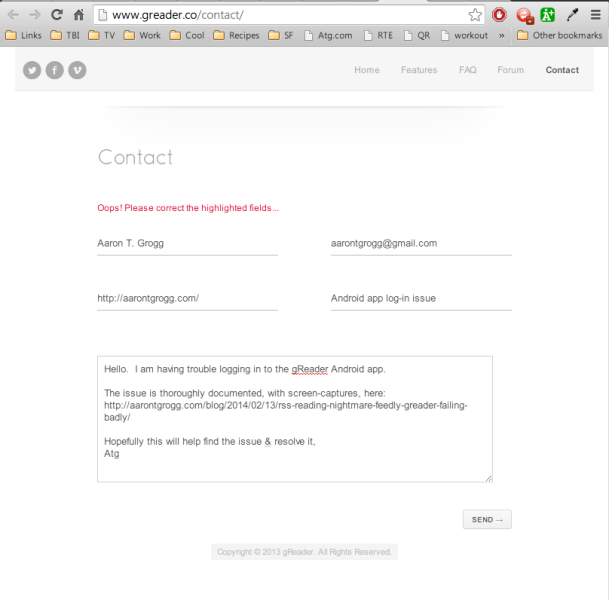 www.greader.co/contact/
Links TBI TV Work Cool Recipes SF Atg.com RTE QR workout » Other bookmarks
Home Features FAQ Forum Contact
Contact
Oops! Please correct the highlighted fields...
Aaron T. Grogg aarontgrogg@gmail.com
http://aarontgrogg.com/ Android app log-in issue
Hello.  I am having trouble logging in to the gReader Android app.
The issue is thoroughly documented, with screen-captures, here:
http://aarontgrogg.com/blog/2014/02/13/rss-reading-nightmare-feedly-greader-failing-
badly/
Hopefully this will help find the issue & resolve it,
Atg
SEND →
Copyright © 2013 gReader. All Rights Reserved.